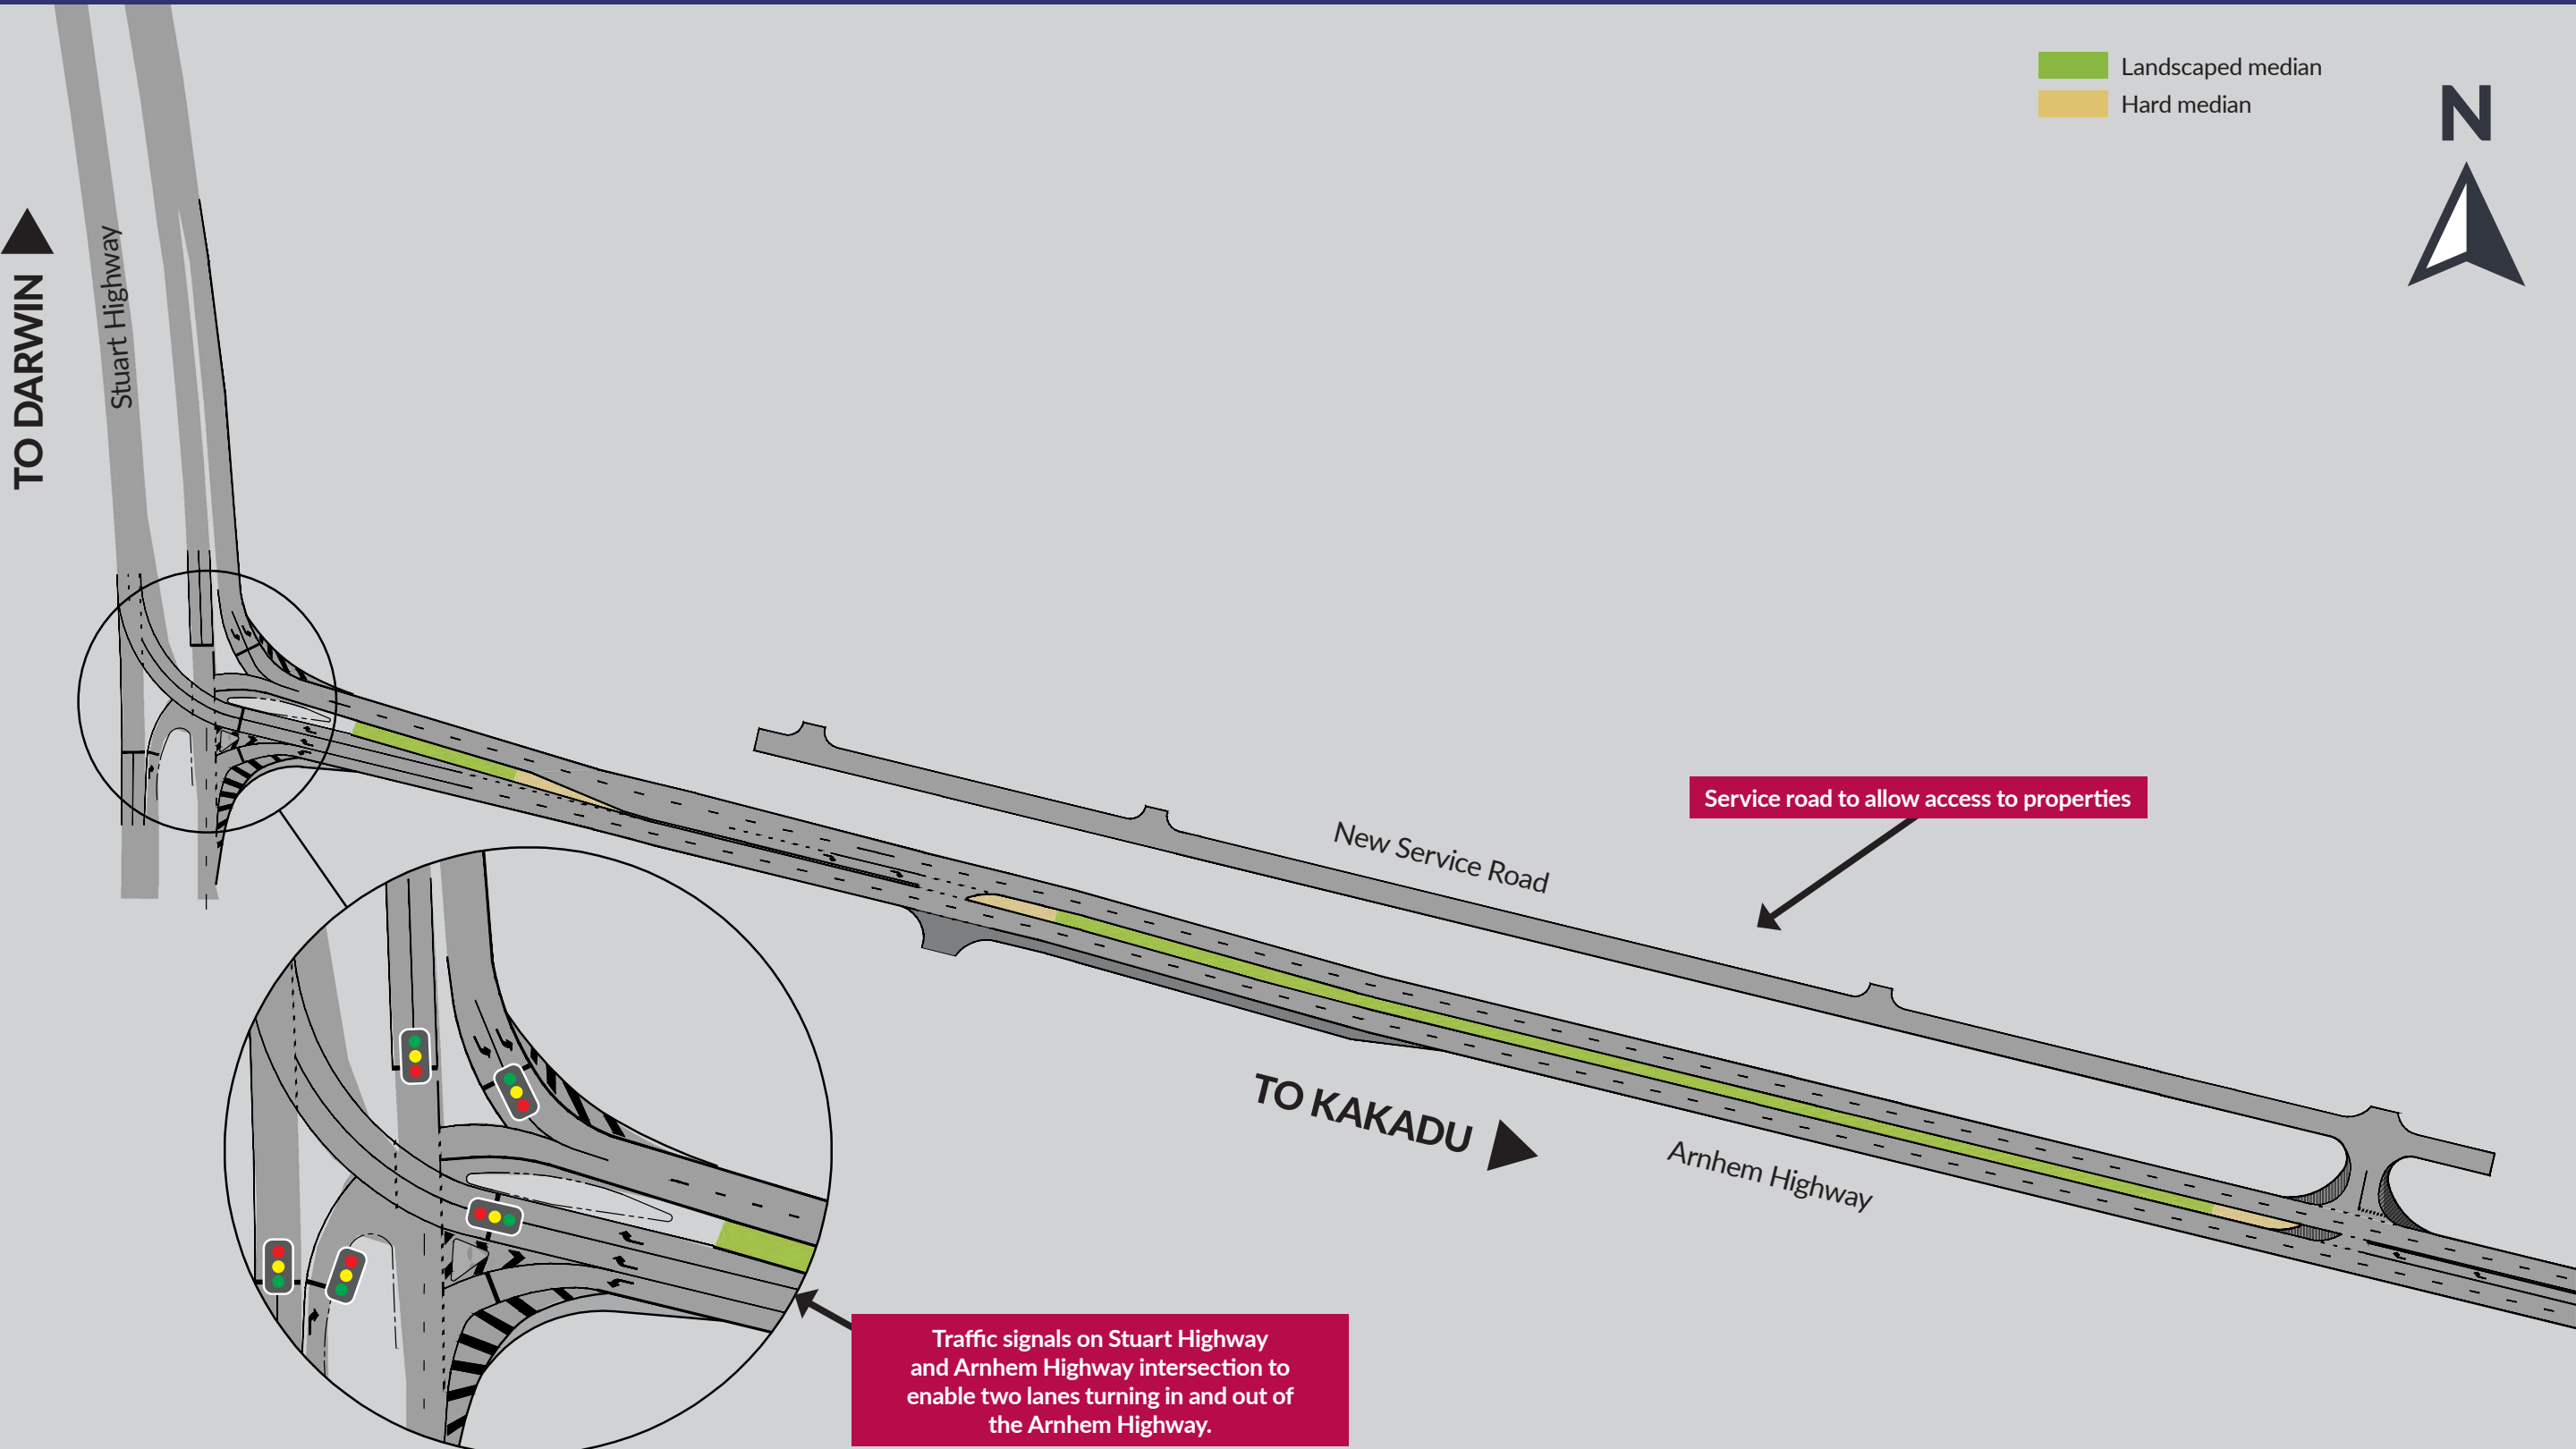 Landscaped median
Hard median
N
TO DARWIN
Stuart Highway
Service road to allow access to properties
New Service Road
TO KAKADU
Arnhem Highway
Traffic signals on Stuart Highway
and Arnhem Highway intersection to
enable two lanes turning in and out of
the Arnhem Highway.